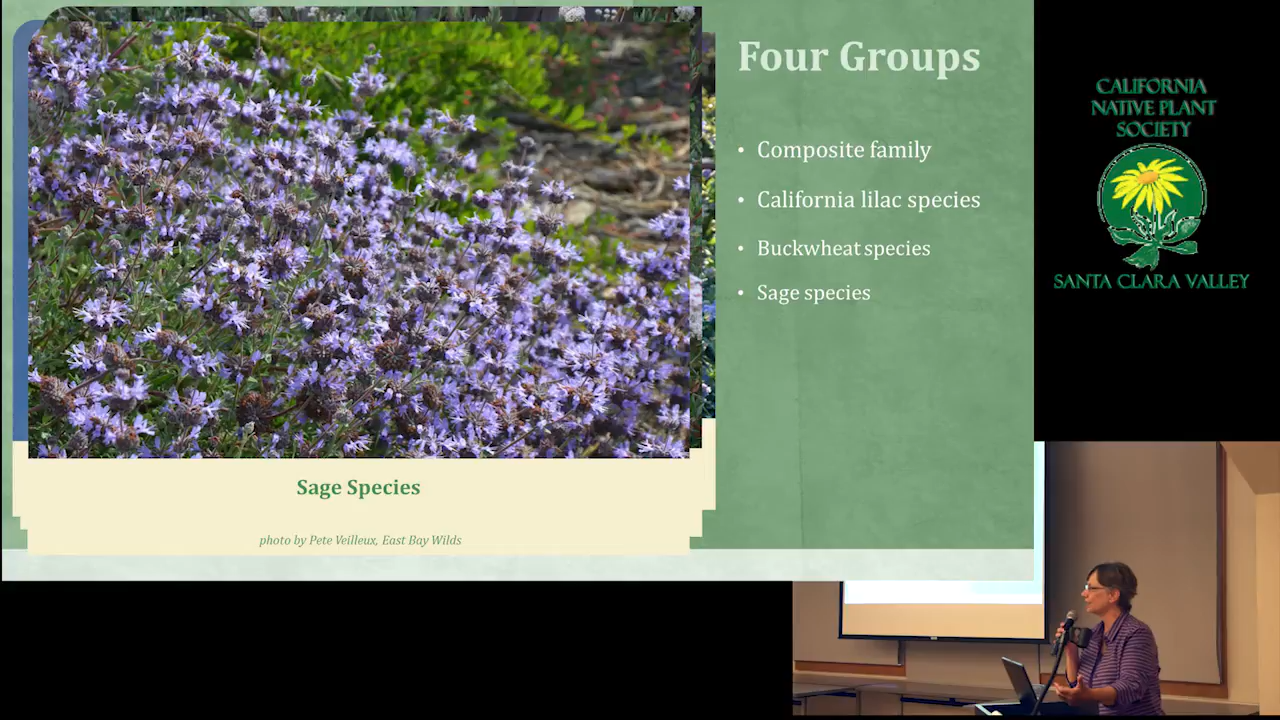 Four Groups
• Composite family
• California lilac species
• Buckwheat species
• Sage species
Sage Species
photo by Pete Veilleux, East Bay Wilds
CALIFORNIA
NATIVE PLANT
SOCIETY
SANTA CLARA VALLEY